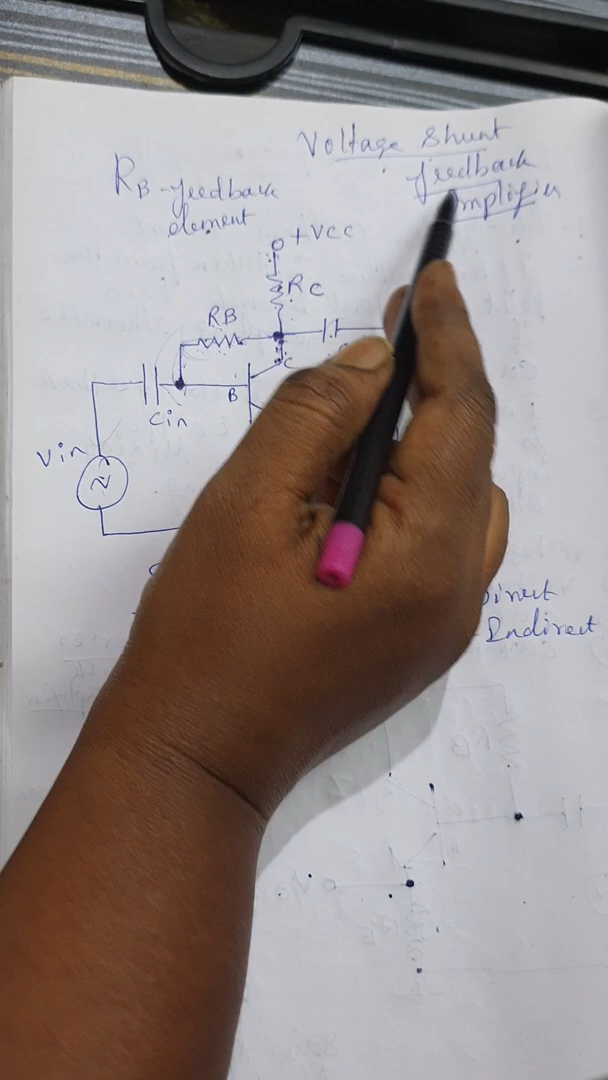 Voltage Shunt
feedback
Amplifier
RB - feedback
element
+Vcc
RC
RB
C
B
Cin
Vin
Direct
Indirect